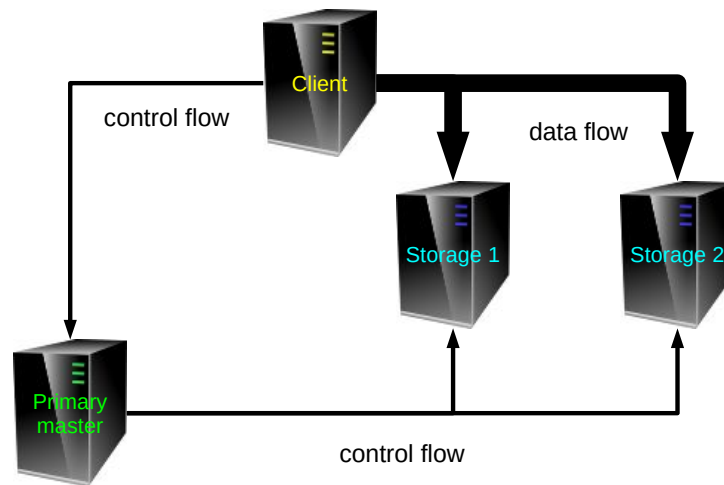 Client
control flow
data flow
Storage 1
Storage 2
Primary
master
control flow